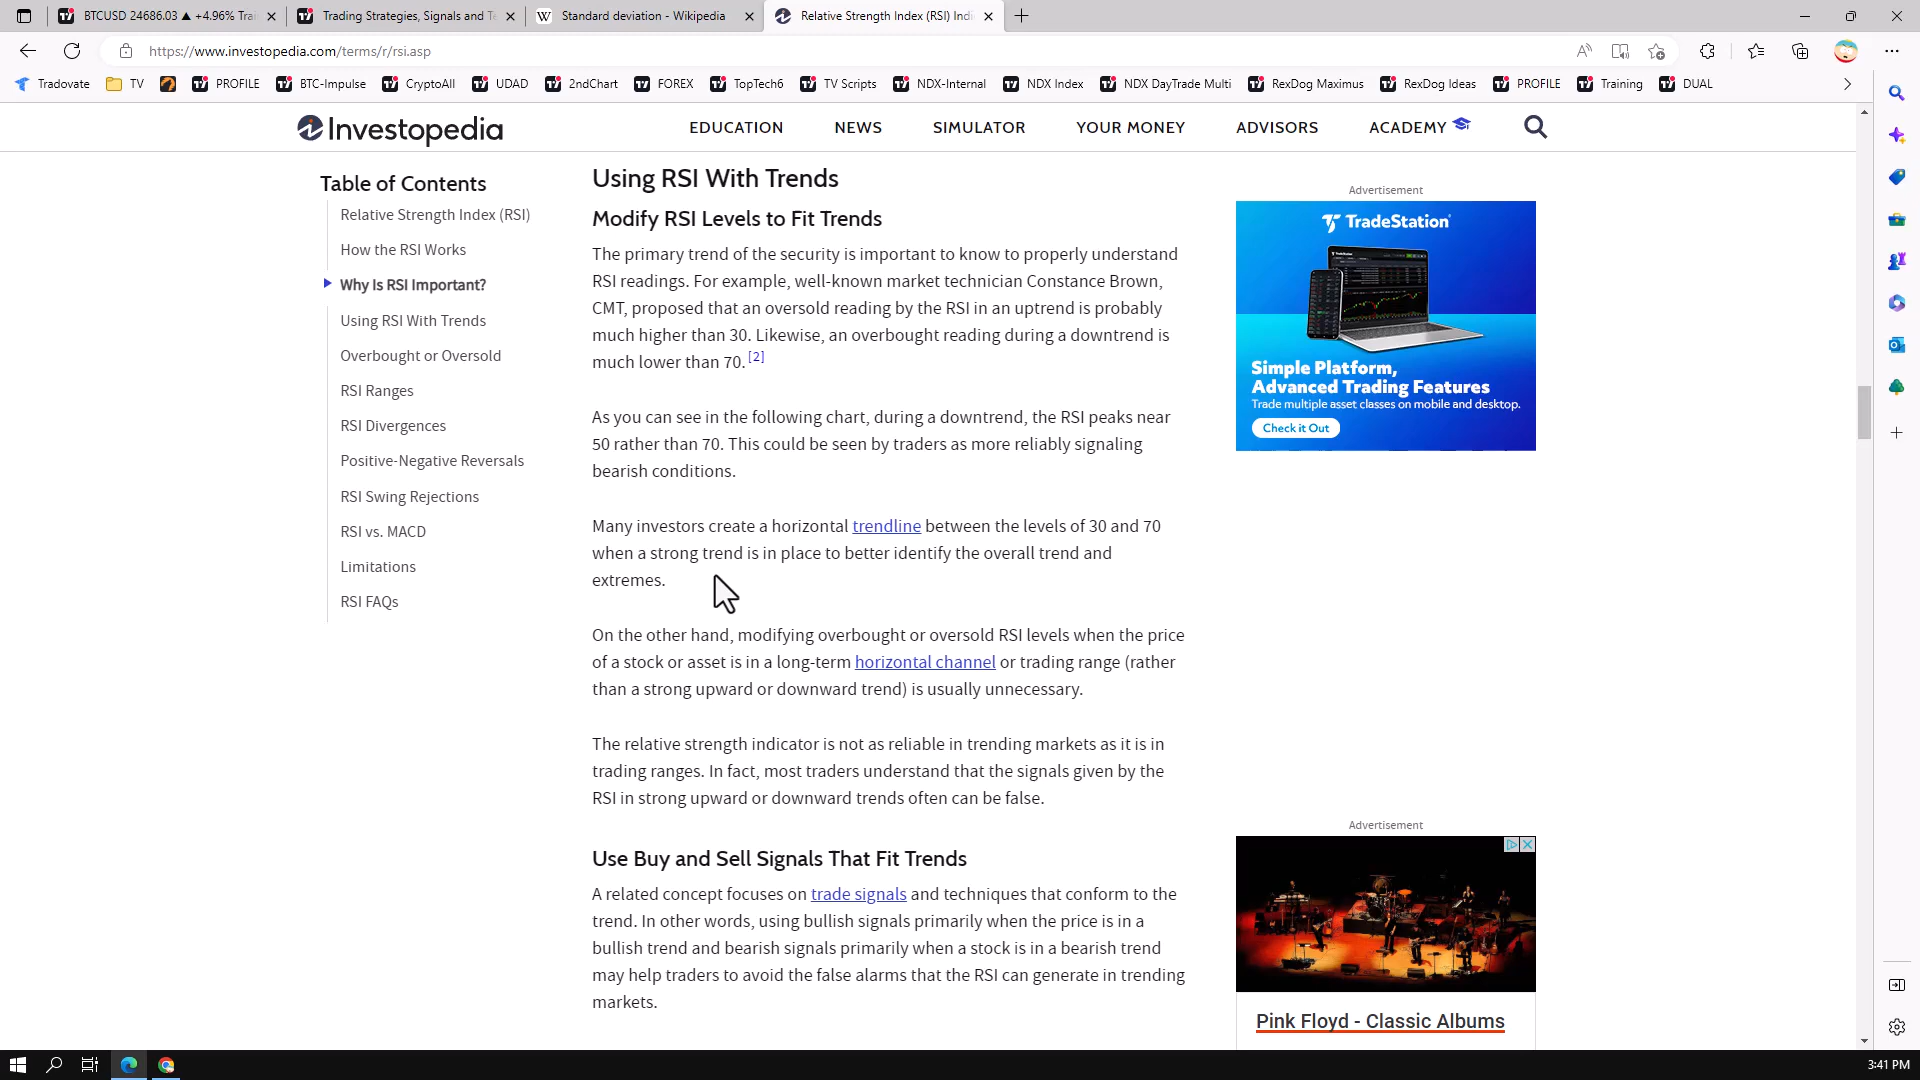 BTCUSD 24686.03 ▲ +4.96% Tra
Trading Strategies, Signals and Te
Standard deviation - Wikipedia
Relative Strength Index (RSI) Indi
https://www.investopedia.com/terms/r/rsi.asp
Tradovate
TV
PROFILE
BTC-Impulse
CryptoAll
UDAD
2ndChart
FOREX
TopTech6
TV Scripts
NDX-Internal
NDX Index
NDX DayTrade Multi
RexDog Maximus
RexDog Ideas
PROFILE
Training
DUAL
Investopedia
EDUCATION
NEWS
SIMULATOR
YOUR MONEY
ADVISORS
ACADEMY
Table of Contents
Relative Strength Index (RSI)
How the RSI Works
Why Is RSI Important?
Using RSI With Trends
Overbought or Oversold
RSI Ranges
RSI Divergences
Positive-Negative Reversals
RSI Swing Rejections
RSI vs. MACD
Limitations
RSI FAQs
Using RSI With Trends
Modify RSI Levels to Fit Trends
The primary trend of the security is important to know to properly understand
RSI readings. For example, well-known market technician Constance Brown,
CMT, proposed that an oversold reading by the RSI in an uptrend is probably
much higher than 30. Likewise, an overbought reading during a downtrend is
much lower than 70. [2]
As you can see in the following chart, during a downtrend, the RSI peaks near
50 rather than 70. This could be seen by traders as more reliably signaling
bearish conditions.
Many investors create a horizontal trendline between the levels of 30 and 70
when a strong trend is in place to better identify the overall trend and
extremes.
On the other hand, modifying overbought or oversold RSI levels when the price
of a stock or asset is in a long-term horizontal channel or trading range (rather
than a strong upward or downward trend) is usually unnecessary.
The relative strength indicator is not as reliable in trending markets as it is in
trading ranges. In fact, most traders understand that the signals given by the
RSI in strong upward or downward trends often can be false.
Use Buy and Sell Signals That Fit Trends
A related concept focuses on trade signals and techniques that conform to the
trend. In other words, using bullish signals primarily when the price is in a
bullish trend and bearish signals primarily when a stock is in a bearish trend
may help traders to avoid the false alarms that the RSI can generate in trending
markets.
Advertisement
TradeStation
Simple Platform,
Advanced Trading Features
Trade multiple asset classes on mobile and desktop.
Check it Out
Advertisement
Pink Floyd - Classic Albums
3:41 PM